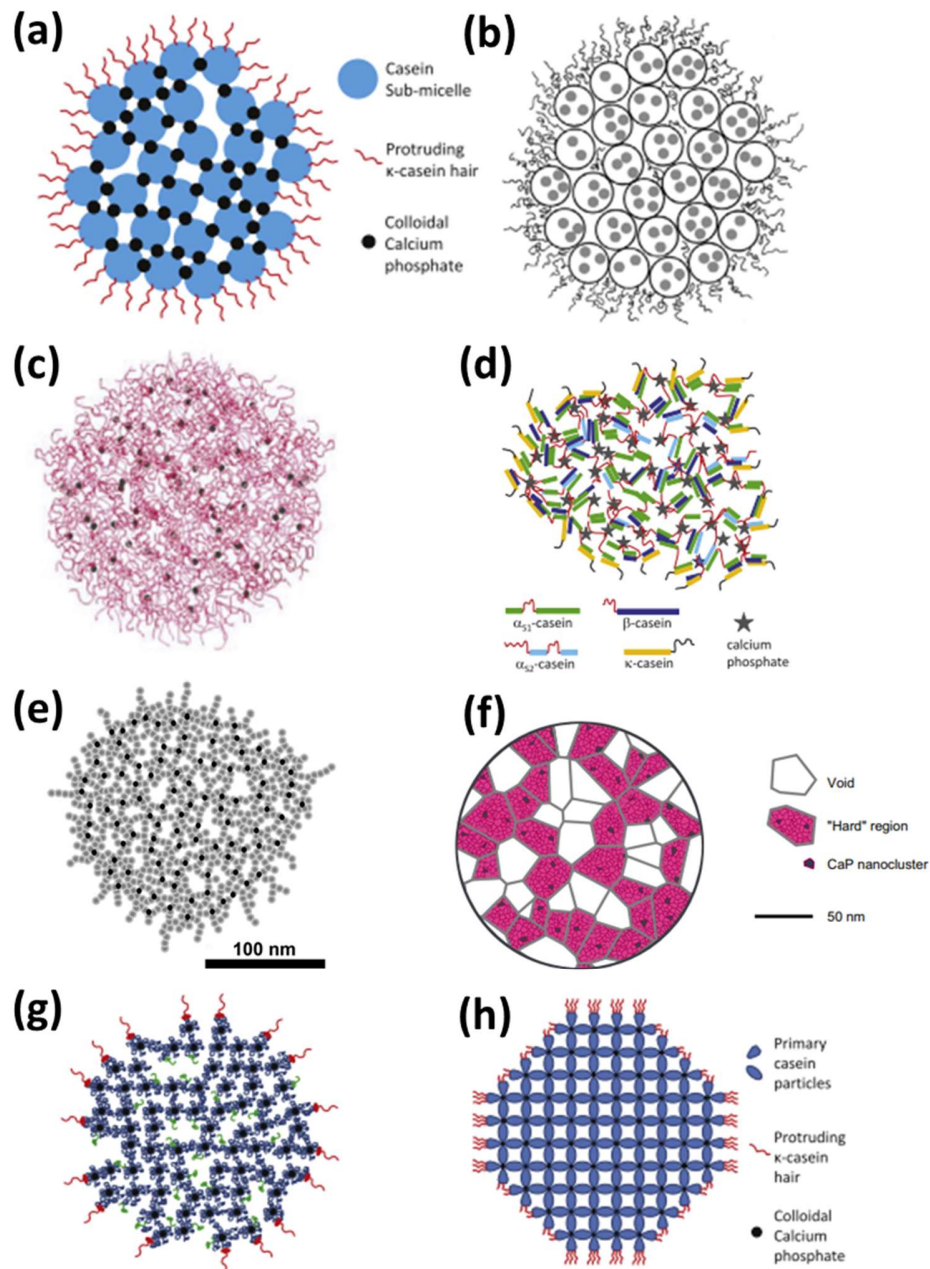 (a)
Casein
Sub-micelle
Protruding
κ-casein hair
Colloidal
Calcium
phosphate
(b)
(c)
(d)
αS1-casein
β-casein
αS2-casein
κ-casein
calcium
phosphate
(e)
100 nm
(f)
Void
"Hard" region
CaP nanocluster
50 nm
(g)
(h)
Primary
casein
particles
Protruding
κ-casein
hair
Colloidal
Calcium
phosphate